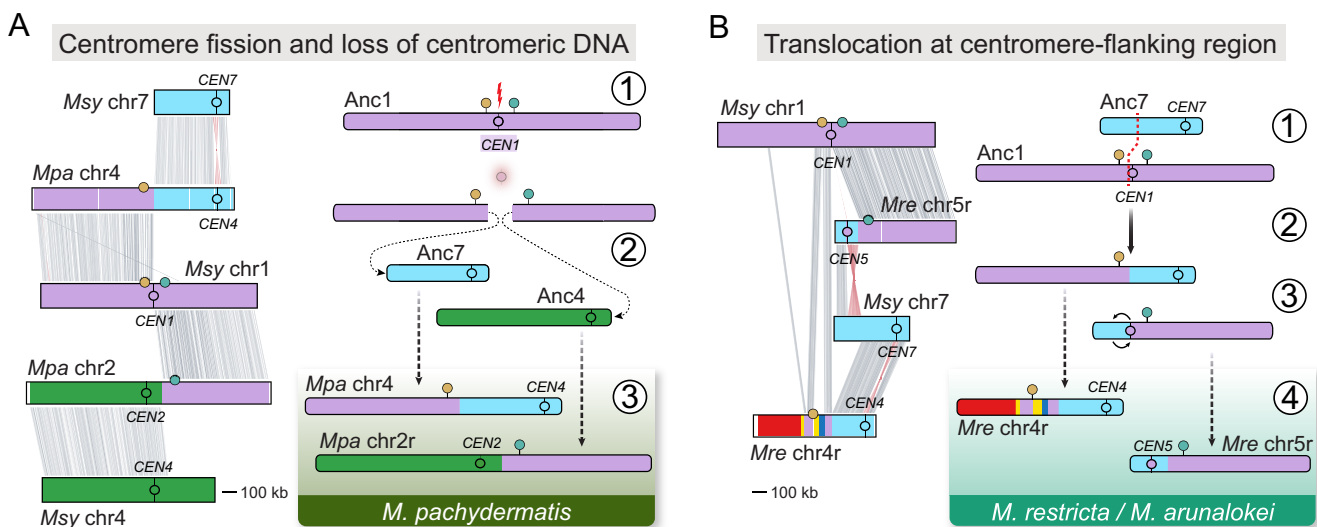 A
Centromere fission and loss of centromeric DNA
CEN7
Msy chr7
Mpa chr4
CEN4
Msy chr1
CEN1
Mpa chr2
CEN2
CEN4
Msy chr4
100 kb
1
Anc1
CEN1
2
Anc7
Anc4
3
Mpa chr4
CEN4
CEN2
Mpa chr2r
M. pachydermatis
B
Translocation at centromere-flanking region
Msy chr1
CEN1
Mre chr5r
CEN5
Msy chr7
CEN7
CEN4
Mre chr4r
100 kb
Anc7
CEN7
1
Anc1
CEN1
2
3
CEN4
4
Mre chr4r
CEN5
Mre chr5r
M. restricta / M. arunalokei